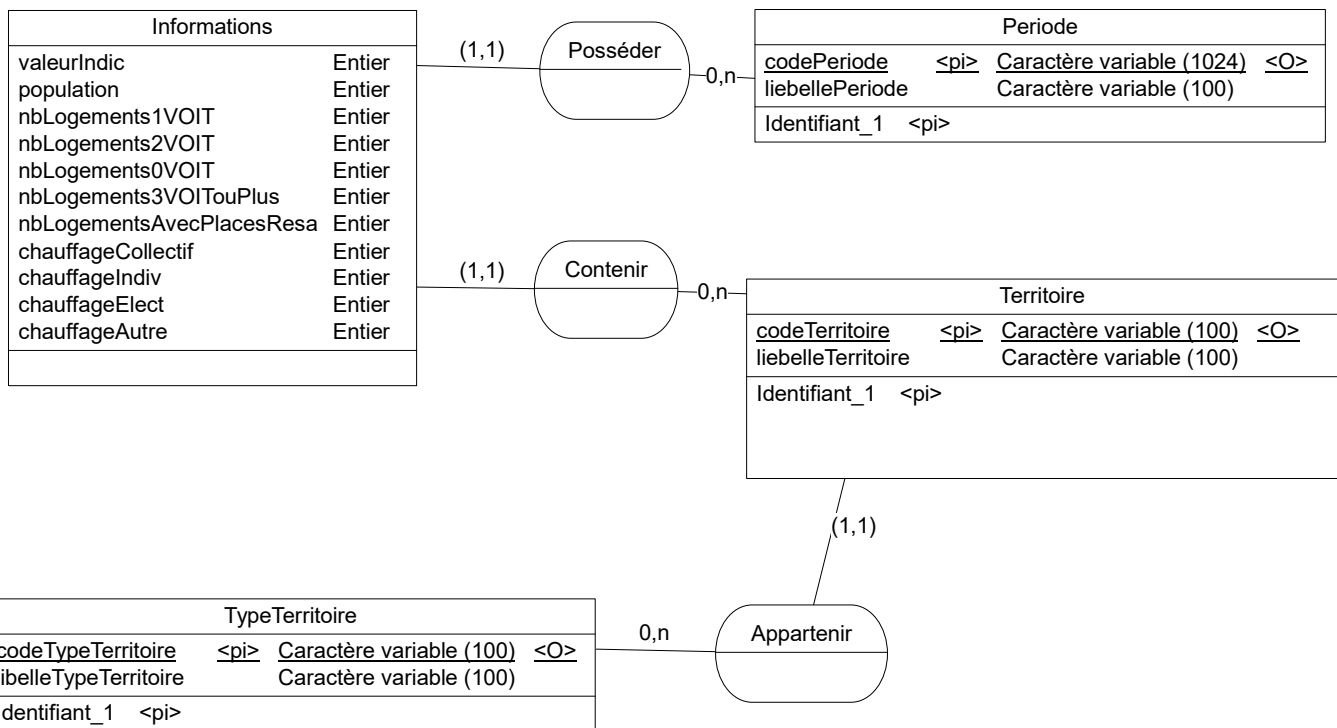 Informations
valeurIndic Entier
population Entier
nbLogements1VOIT Entier
nbLogements2VOIT Entier
nbLogements0VOIT Entier
nbLogements3VOITouPlus Entier
nbLogementsAvecPlacesResa Entier
chauffageCollectif Entier
chauffageIndiv Entier
chauffageElect Entier
chauffageAutre Entier
(1,1)
Posséder
0,n
Periode
codePeriode <pi> Caractère variable (1024) <O>
liebellePeriode Caractère variable (100)
Identifiant_1 <pi>
(1,1)
Contenir
0,n
Territoire
codeTerritoire <pi> Caractère variable (100) <O>
liebelleTerritoire Caractère variable (100)
Identifiant_1 <pi>
(1,1)
Appartenir
0,n
TypeTerritoire
codeTypeTerritoire <pi> Caractère variable (100) <O>
ibelleTypeTerritoire Caractère variable (100)
dentifiant_1 <pi>